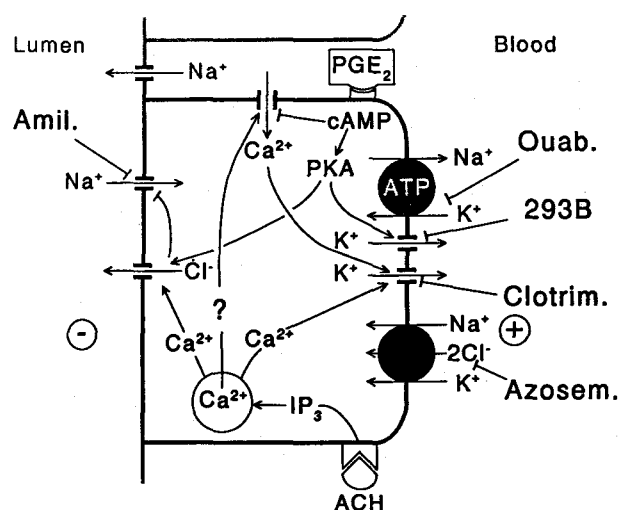 Lumen
Blood
Na⁺
PGE₂
Amil.
cAMP
Ca²⁺
PKA
Na⁺
Ouab.
Na⁺
ATP
K⁺
293B
K⁺
Cl⁻
K⁺
Clotrim.
?
-
Ca²⁺
Ca²⁺
Na⁺
+
2Cl⁻
K⁺
Azosem.
Ca²⁺
IP₃
ACH